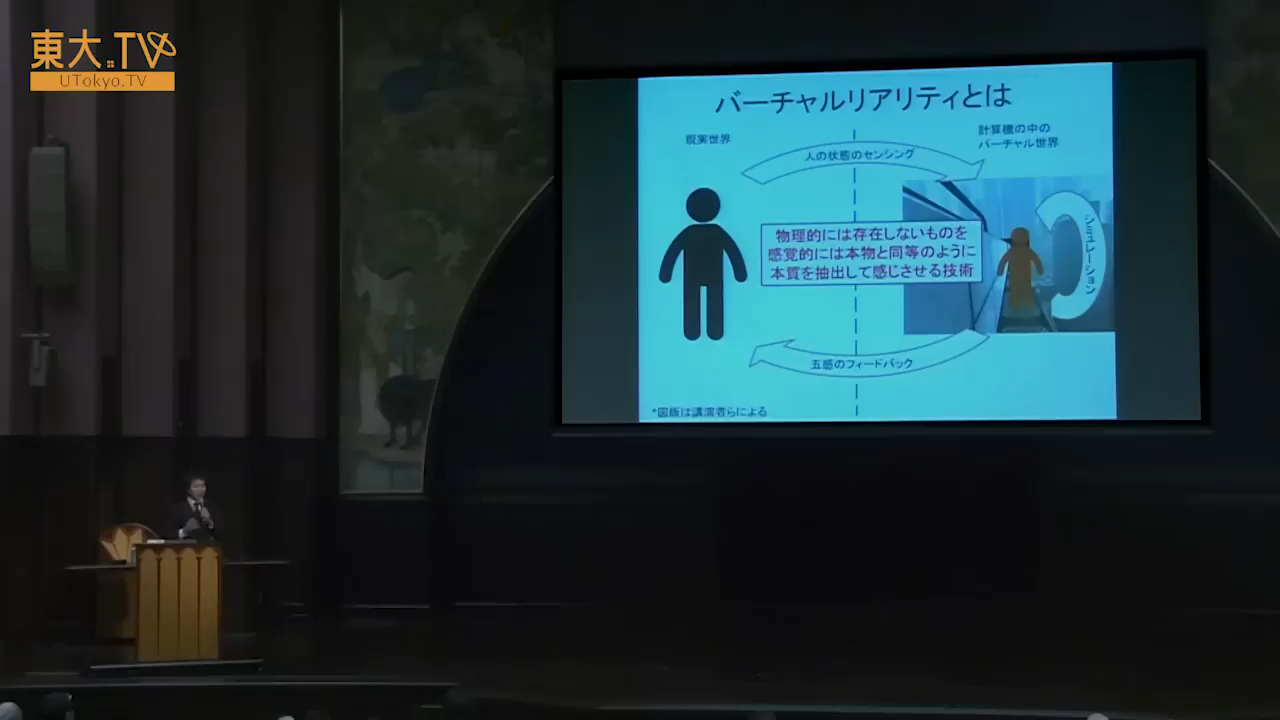 東大.TV
UTokyo.TV
バーチャルリアリティとは
現実世界
計算機の中の
バーチャル世界
人の状態のセンシング
物理的には存在しないものを
感覚的には本物と同等のように
本質を抽出して感じさせる技術
シミュレーション
五感のフィードバック
*図版は講演者らによる